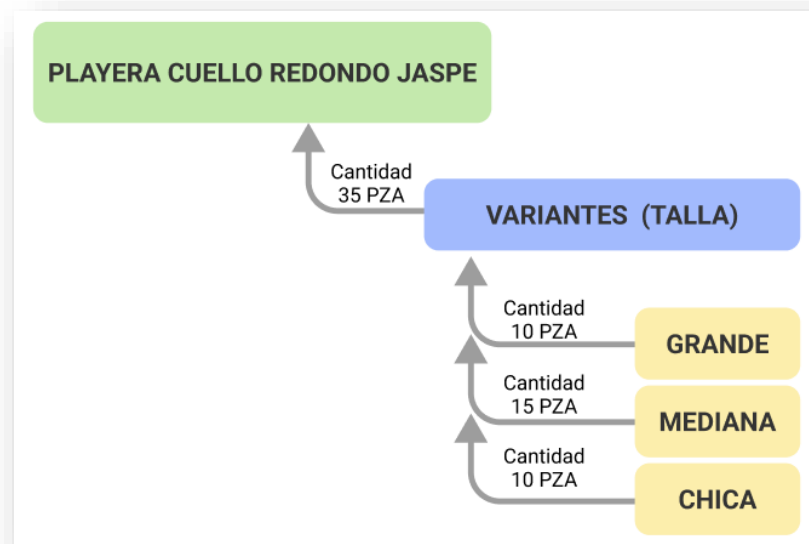 PLAYERA CUELLO REDONDO JASPE
Cantidad
35 PZA
VARIANTES (TALLA)
Cantidad
10 PZA
GRANDE
Cantidad
15 PZA
MEDIANA
Cantidad
10 PZA
CHICA